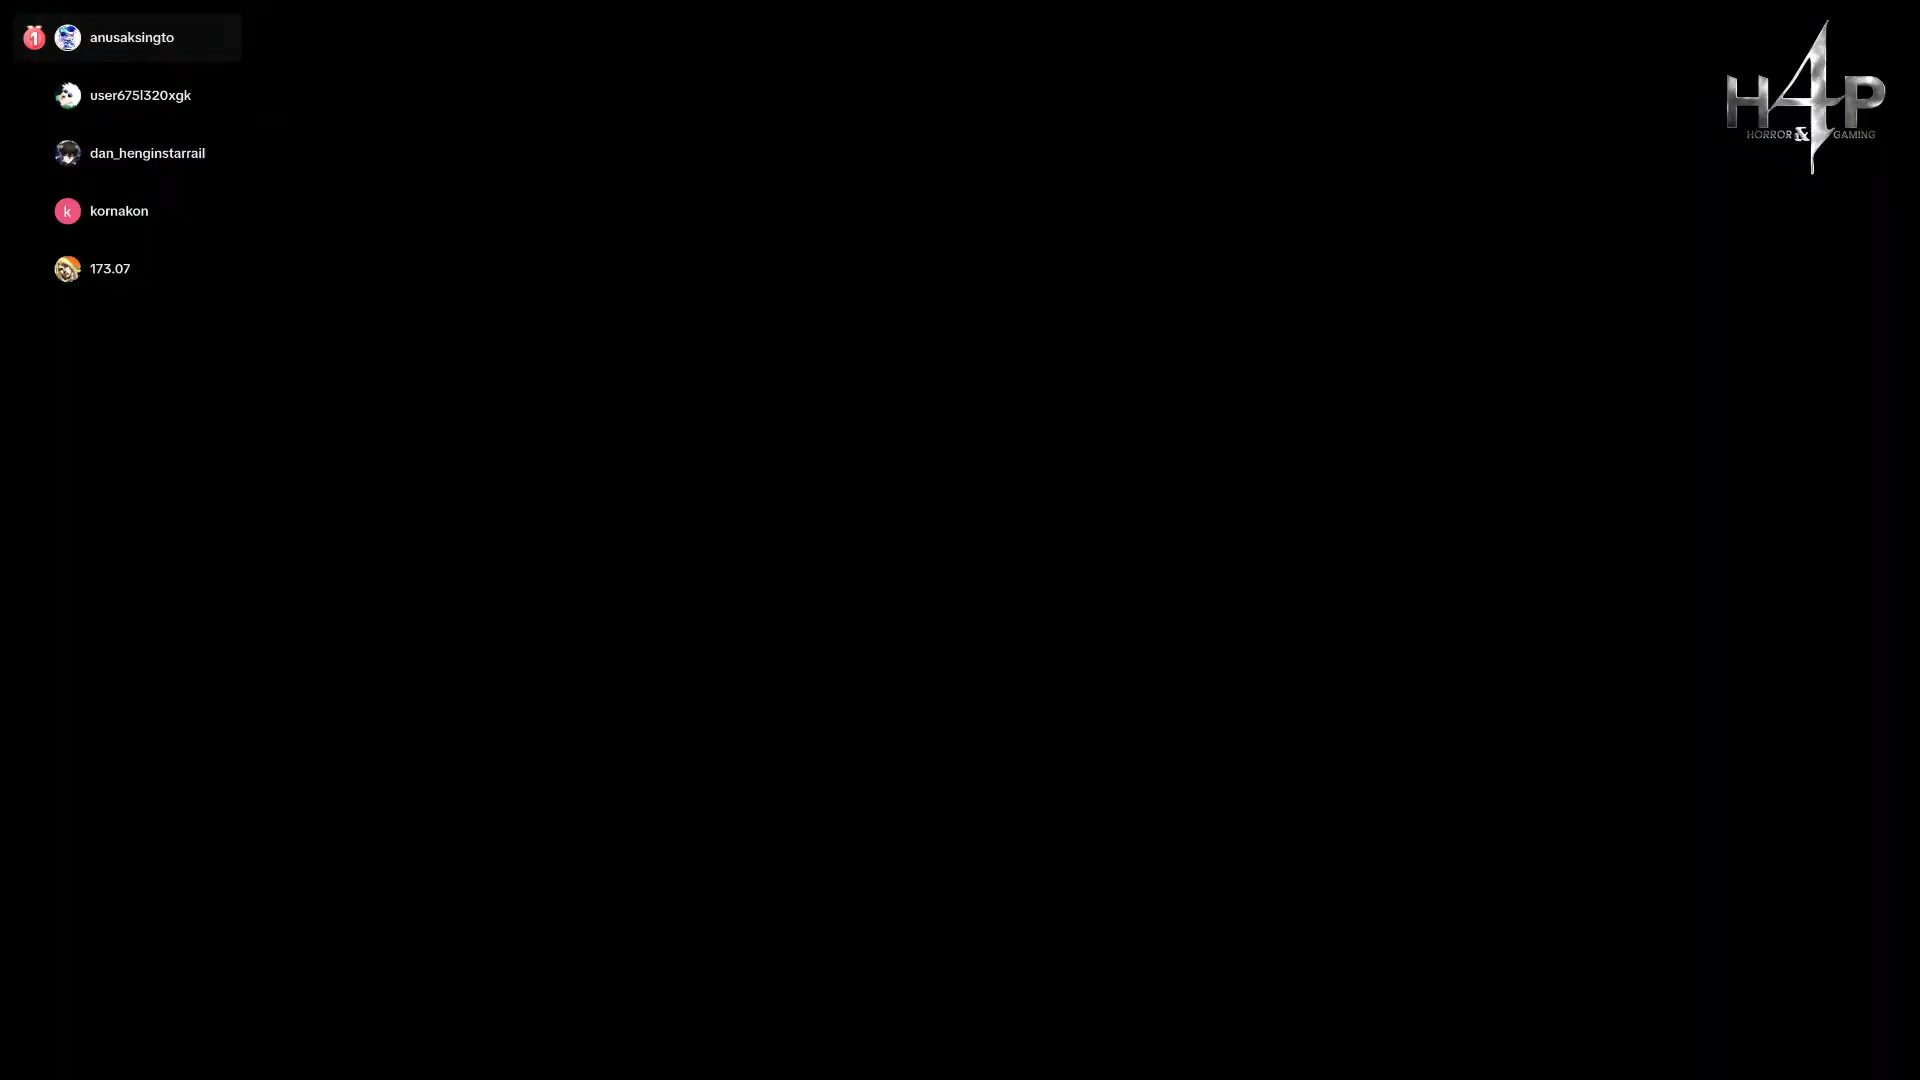 1
anusaksingto
user675l320xgk
dan_henginstarrail
k
kornakon
173.07
H4P
HORROR & GAMING